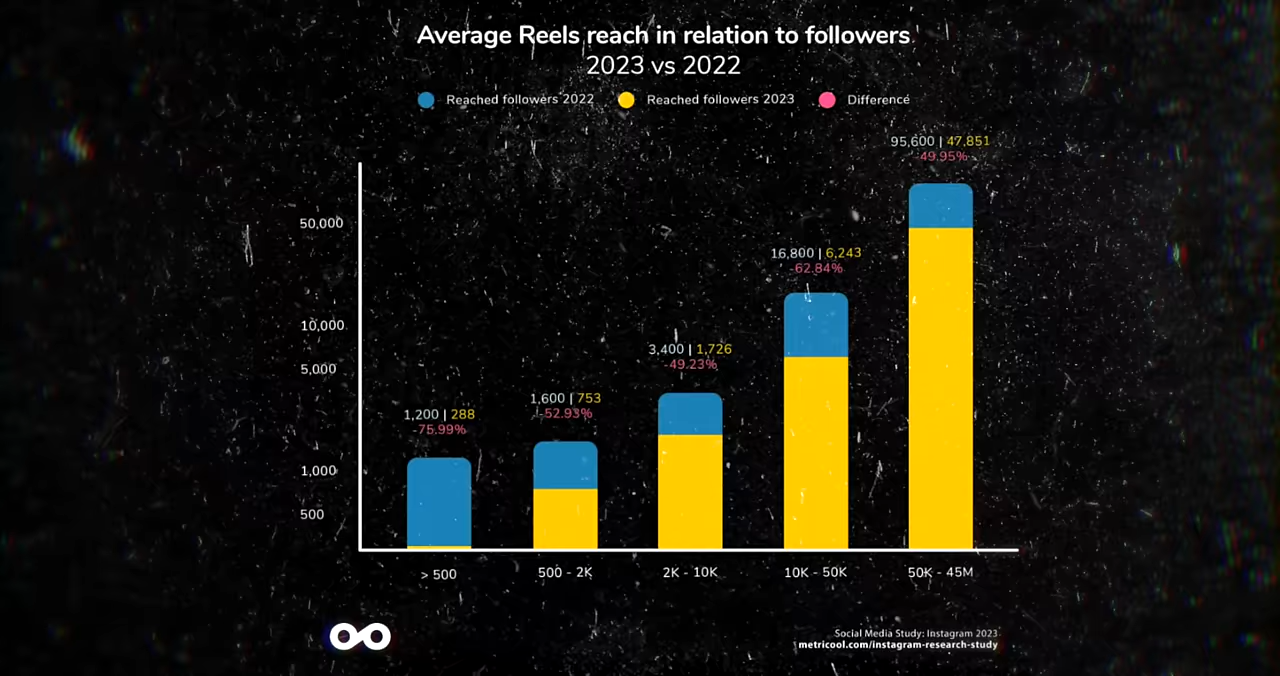 Average Reels reach in relation to followers
2023 vs 2022
Reached followers 2022 Reached followers 2023 Difference
95,600 | 47,851
-49.95%
50,000
16,800 | 6,243
-62.84%
10,000
3,400 | 1,726
-49.23%
5,000
1,600 | 753
-52.93%
1,200 | 288
-75.99%
1,000
500
> 500 500 - 2K 2K - 10K 10K - 50K 50K - 45M
Social Media Study: Instagram 2023
metricool.com/instagram-research-study